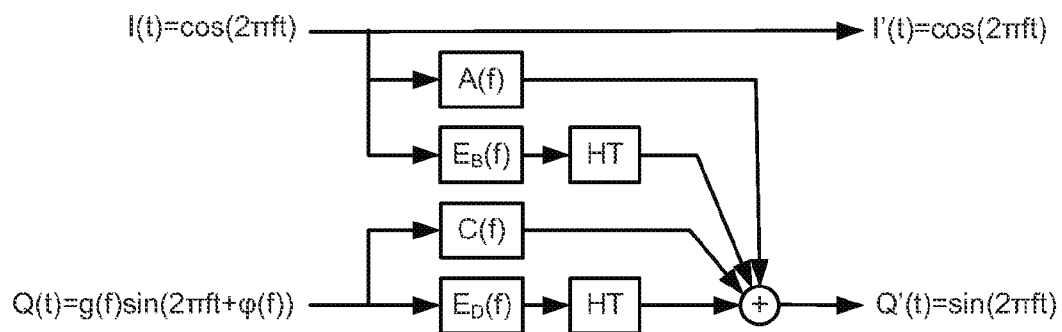 I(t)=cos(2πft) I'(t)=cos(2πft)
A(f)
E_B(f) HT
C(f)
Q(t)=g(f)sin(2πft+φ(f)) E_D(f) HT + Q'(t)=sin(2πft)